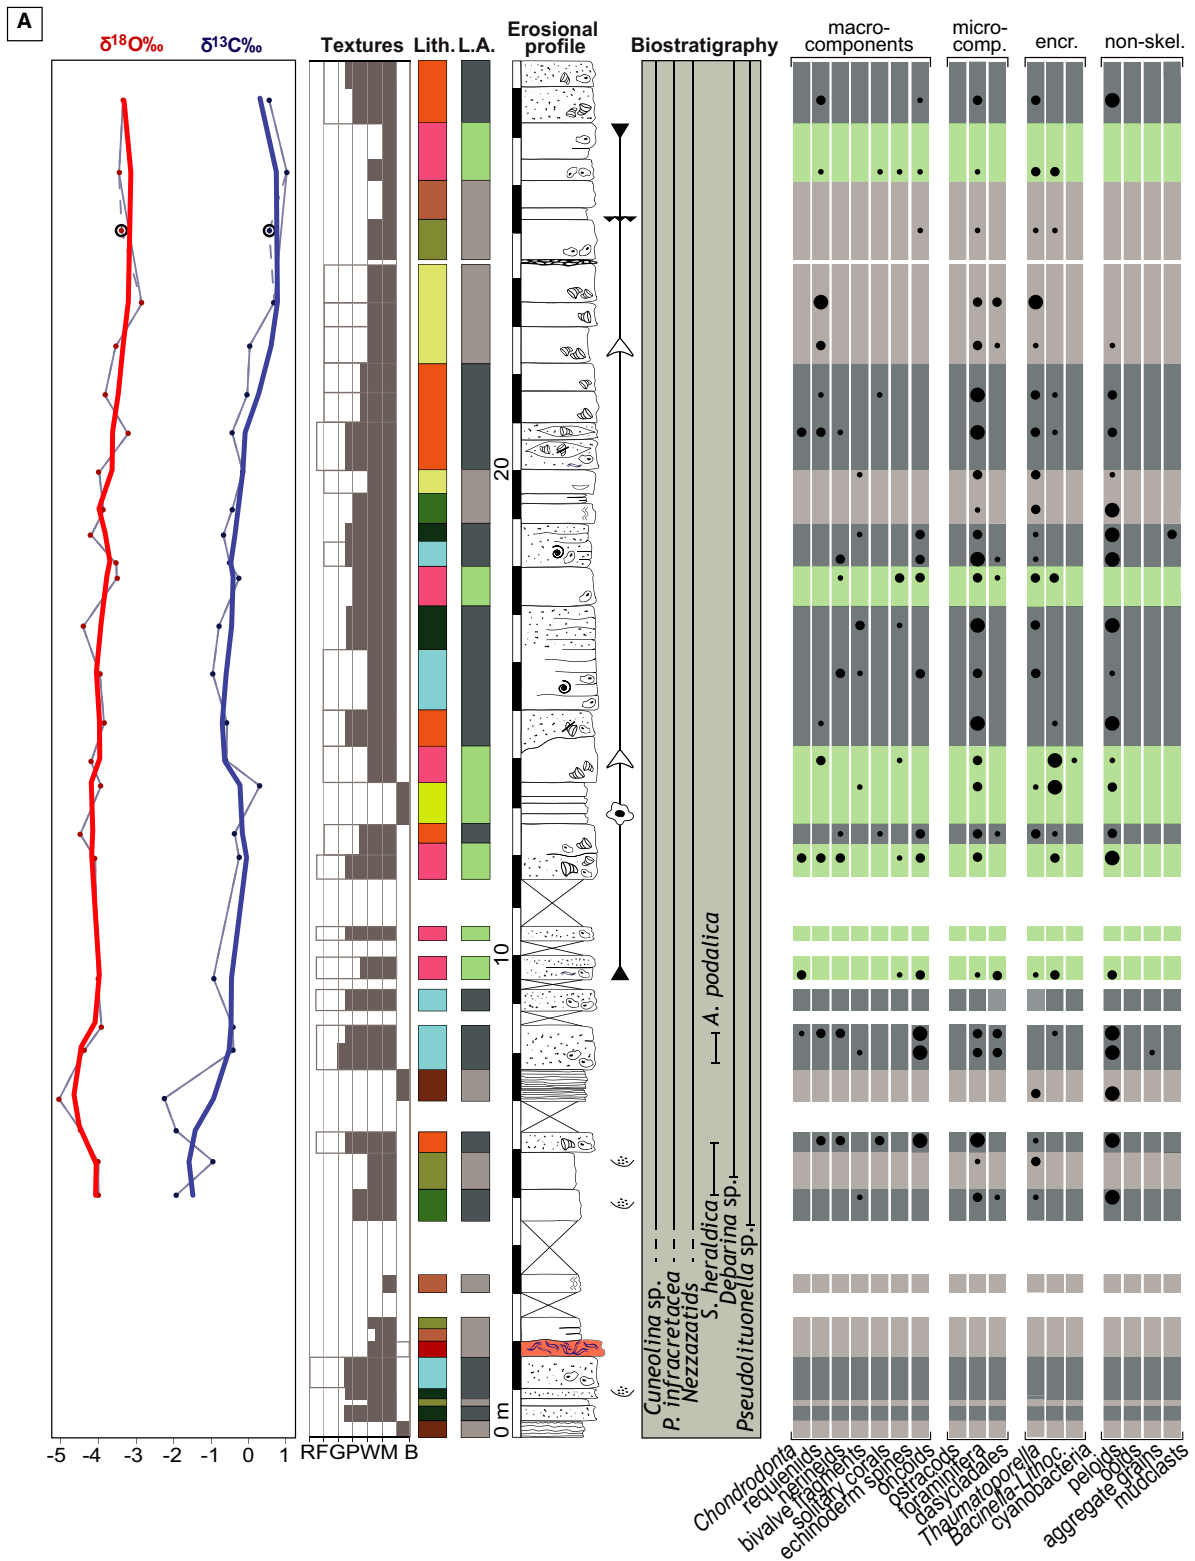 A
δ¹⁸O‰
δ¹³C‰
Textures
Lith.
L.A.
Erosional
profile
Biostratigraphy
macro-
components
micro-
comp.
encr.
non-skel.
20
10
0 m
A. podalica
S. heraldica
Debarina sp.
Cuneolina sp.
P. infracretacea
Nezzazatids
Pseudolituonella sp.
-5 -4 -3 -2 -1 0 1
RFGPWM B
Chondrodonta
requienids
nerineids
bivalve fragments
solitary corals
echinoderm spines
oncoids
ostracods
foraminifera
dasycladales
Thaumatoporella
Bacinella-Lithoc.
cyanobacteria
peloids
ooids
aggregate grains
mudclasts